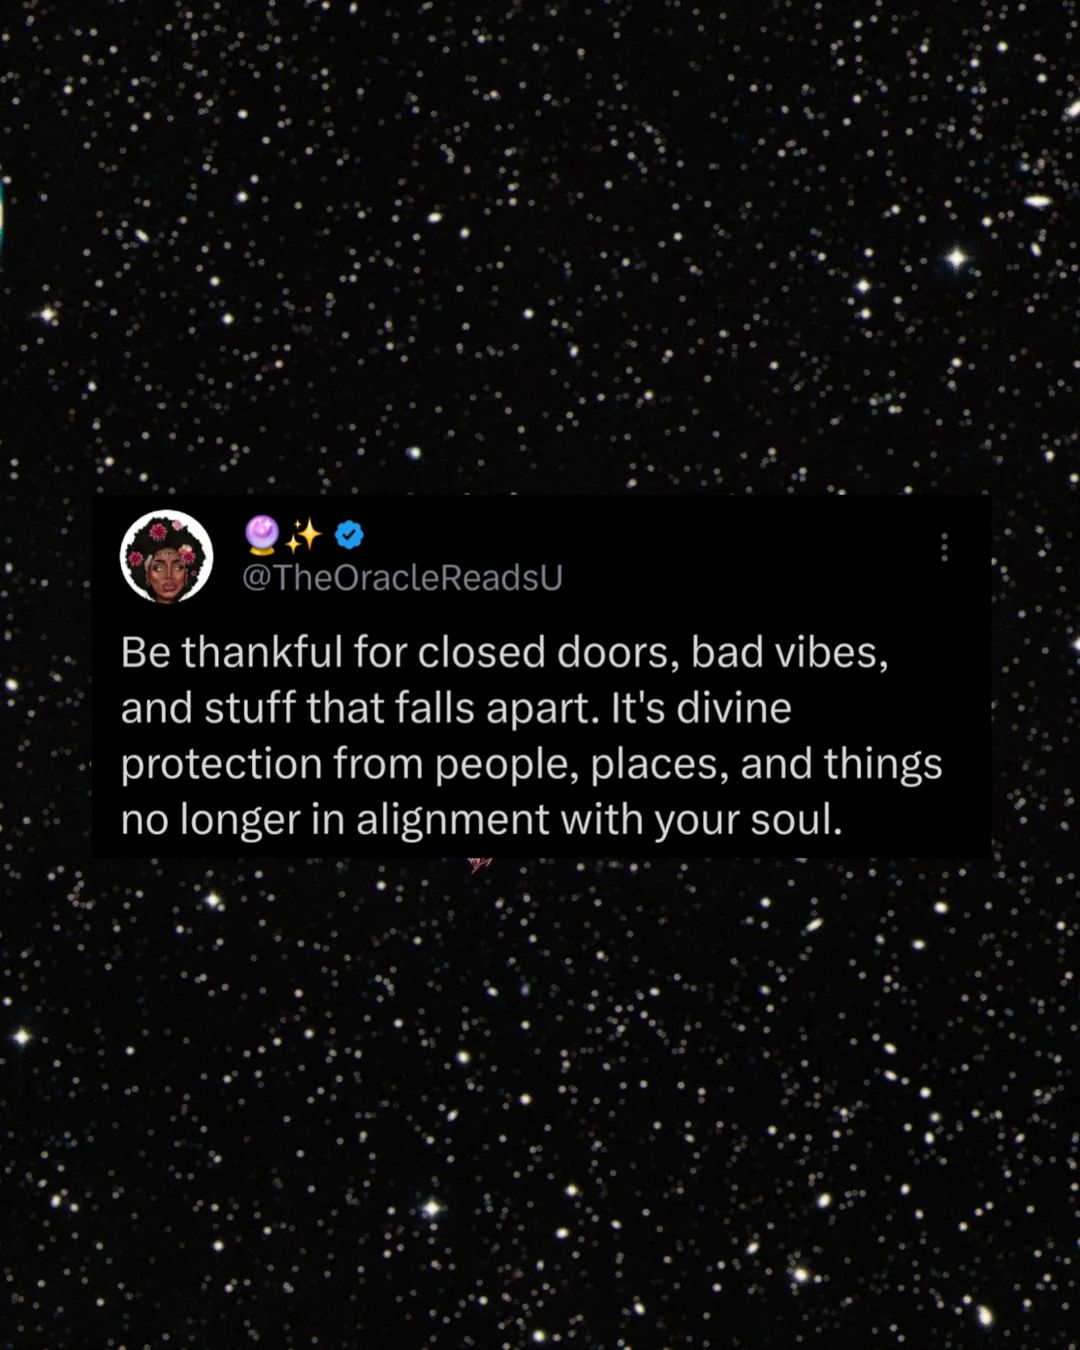 🔮✨
@TheOracleReadsU
Be thankful for closed doors, bad vibes,
and stuff that falls apart. It's divine
protection from people, places, and things
no longer in alignment with your soul.